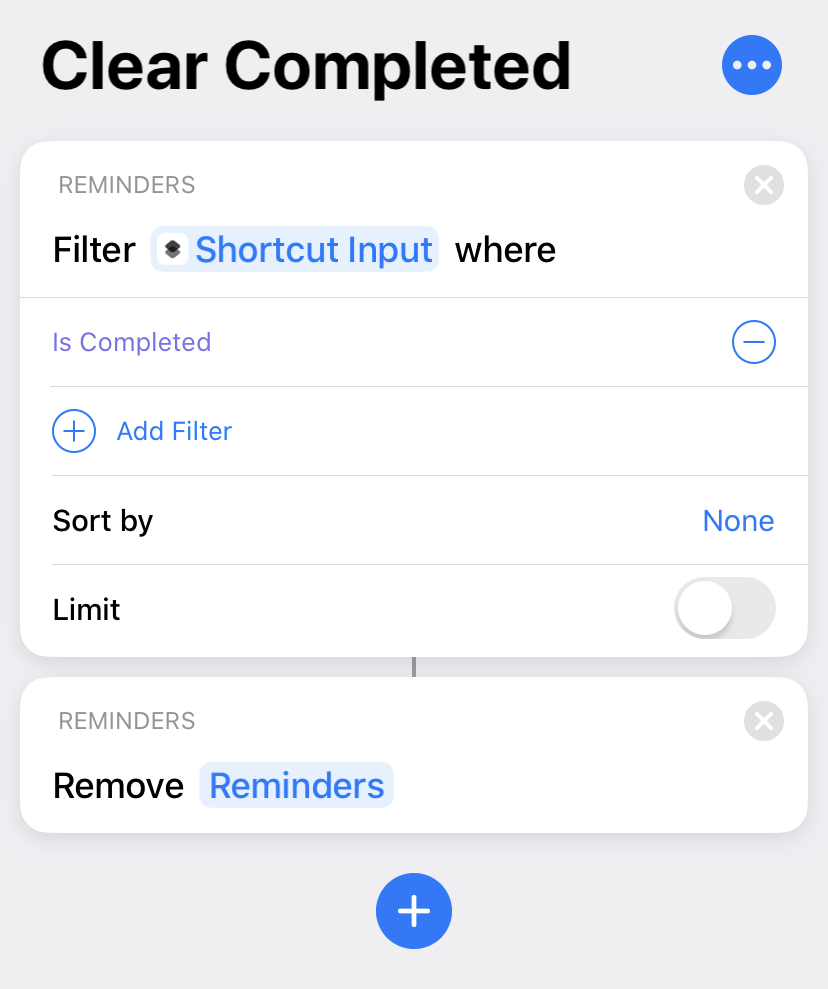 Clear Completed
REMINDERS
Filter Shortcut Input where
Is Completed
Add Filter
Sort by None
Limit
REMINDERS
Remove Reminders